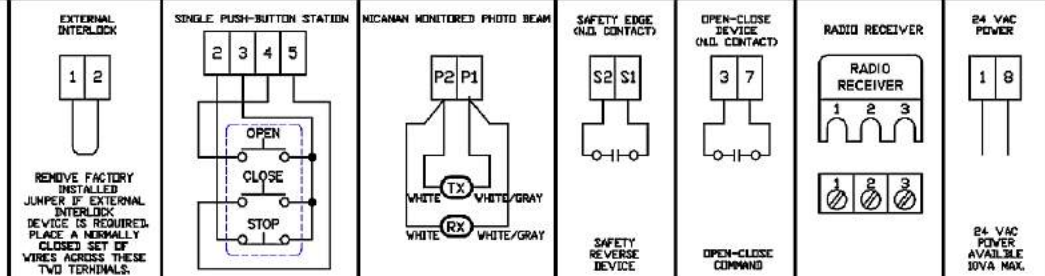 EXTERNAL
INTERLOCK
1 2
REMOVE FACTORY
INSTALLED
JUMPER IF EXTERNAL
INTERLOCK
DEVICE IS REQUIRED.
PLACE A NORMALLY
CLOSED SET OF
WIRES ACROSS THESE
TWO TERMINALS.
SINGLE PUSH-BUTTON STATION
2 3 4 5
OPEN
CLOSE
STOP
MICANAN MONITORED PHOTO BEAM
P2 P1
WHITE TX WHITE/GRAY
WHITE RX WHITE/GRAY
SAFETY EDGE
(N.O. CONTACT)
S2 S1
SAFETY
REVERSE
DEVICE
OPEN-CLOSE
DEVICE
(N.O. CONTACT)
3 7
OPEN-CLOSE
COMMAND
RADIO RECEIVER
RADIO
RECEIVER
1 2 3
1 2 3
24 VAC
POWER
1 8
24 VAC
POWER
AVAILBLE
10VA MAX.